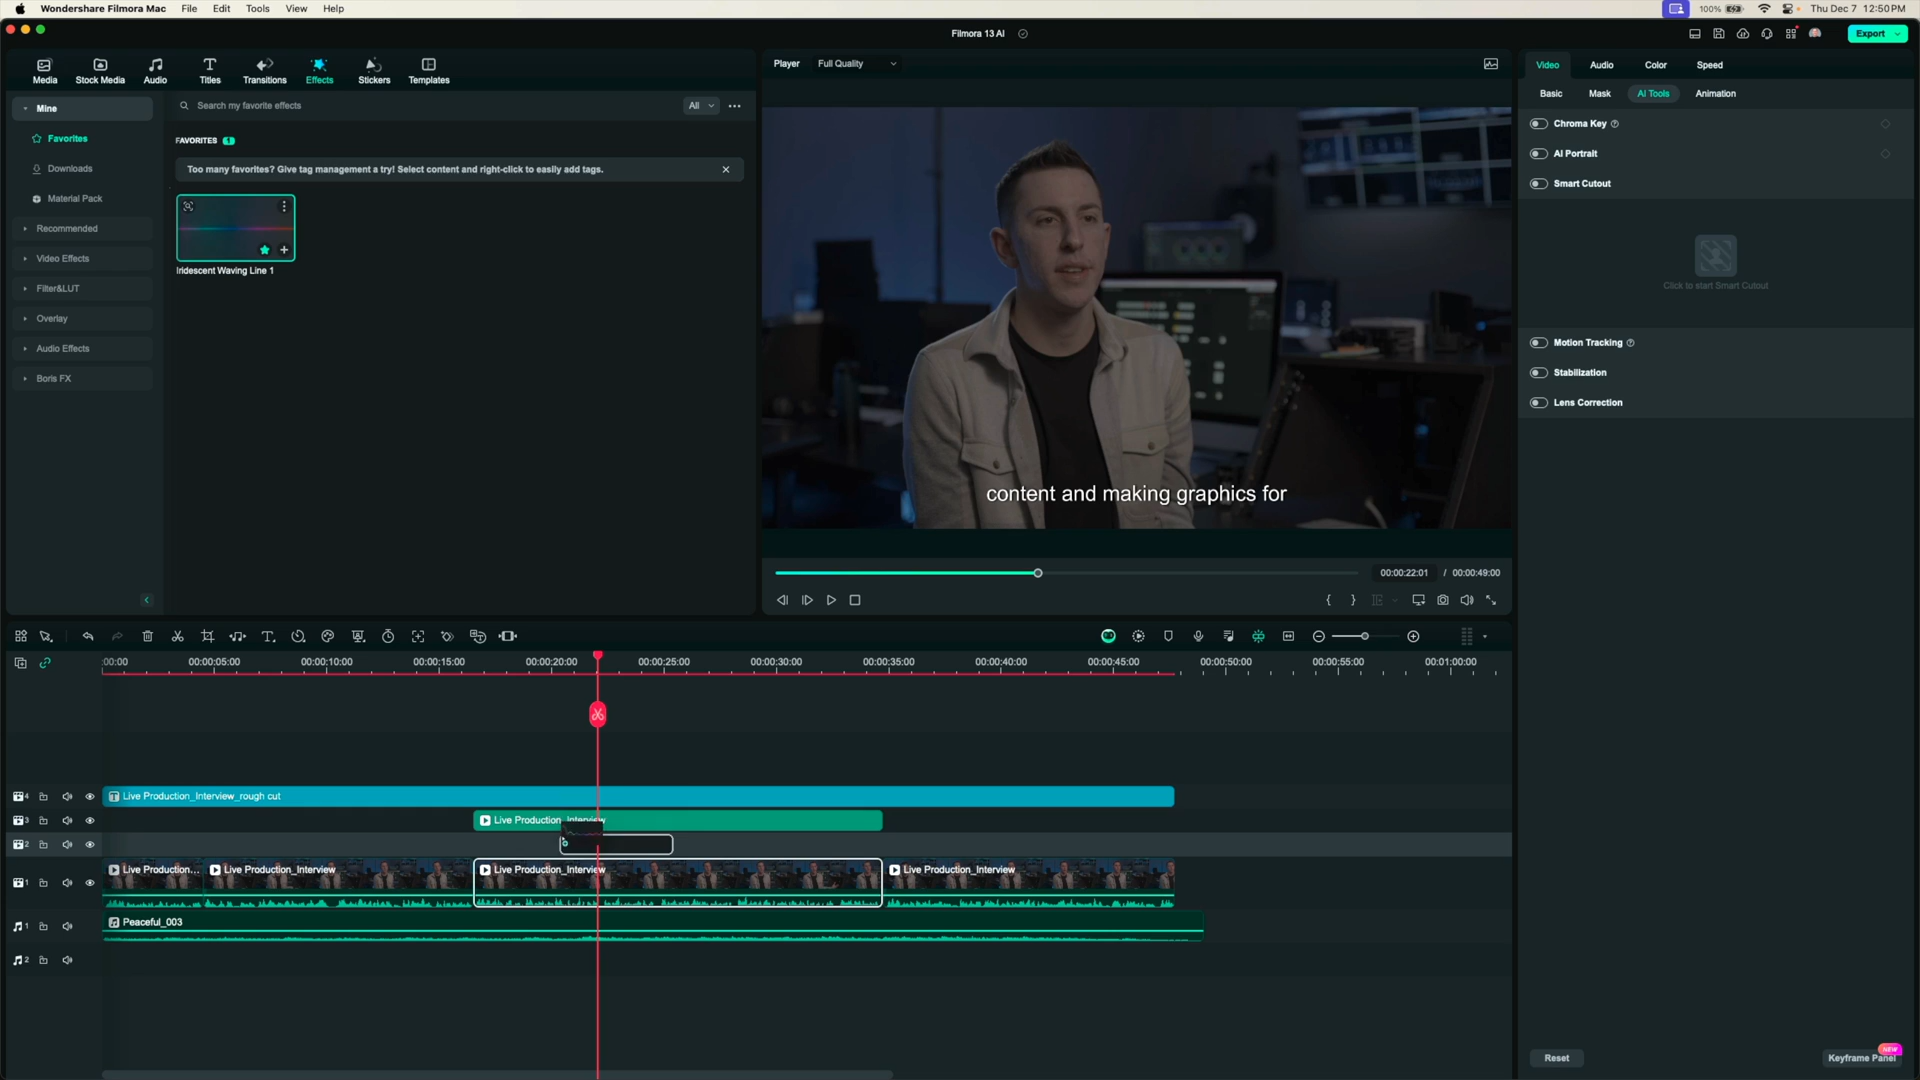 Wondershare Filmora Mac File Edit Tools View Help
100% Thu Dec 7 12:50PM
Filmora 13 AI
Export
Media
Stock Media
Audio
Titles
Transitions
Effects
Stickers
Templates
Mine
Favorites
Downloads
Material Pack
Recommended
Video Effects
Filter&LUT
Overlay
Audio Effects
Boris FX
Search my favorite effects
All
FAVORITES 1
Too many favorites? Give tag management a try! Select content and right-click to easily add tags.
Iridescent Waving Line 1
Player Full Quality
content and making graphics for
00:00:22:01 / 00:00:49:00
Video Audio Color Speed
Basic Mask AI Tools Animation
Chroma Key
AI Portrait
Smart Cutout
Click to start Smart Cutout
Motion Tracking
Stabilization
Lens Correction
:00:00 00:00:05:00 00:00:10:00 00:00:15:00 00:00:20:00 00:00:25:00 00:00:30:00 00:00:35:00 00:00:40:00 00:00:45:00 00:00:50:00 00:00:55:00 00:01:00:00
4 Live Production_Interview_rough cut
3 Live Production_Interview
2
1 Live Production... Live Production_Interview Live Production_Interview Live Production_Interview
1 Peaceful_003
2
Reset
NEW
Keyframe Panel